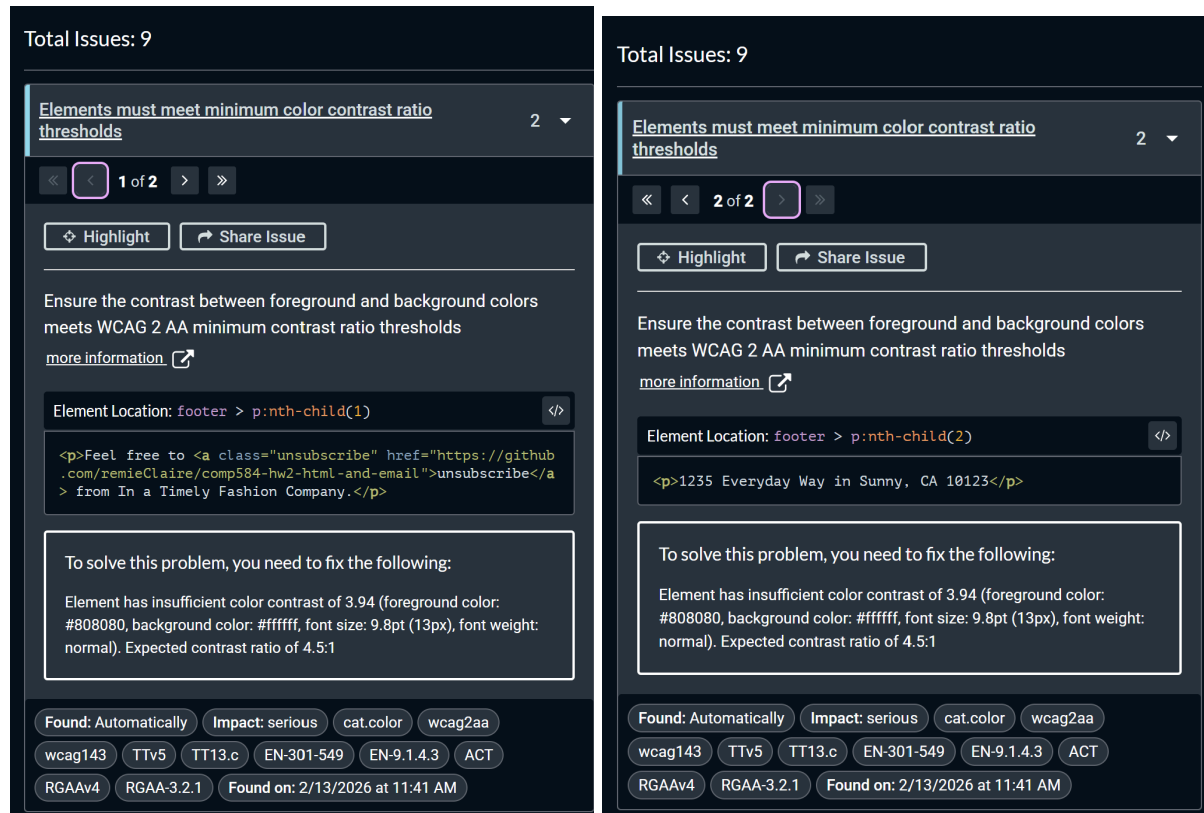 Total Issues: 9
Elements must meet minimum color contrast ratio
thresholds
2
1 of 2
Highlight
Share Issue
Ensure the contrast between foreground and background colors
meets WCAG 2 AA minimum contrast ratio thresholds
more information
Element Location: footer > p:nth-child(1)
</>
<p>Feel free to <a class="unsubscribe" href="https://github
.com/remieClaire/comp584-hw2-html-and-email">unsubscribe</a
> from In a Timely Fashion Company.</p>
To solve this problem, you need to fix the following:
Element has insufficient color contrast of 3.94 (foreground color:
#808080, background color: #ffffff, font size: 9.8pt (13px), font weight:
normal). Expected contrast ratio of 4.5:1
Found: Automatically
Impact: serious
cat.color
wcag2aa
wcag143
TTv5
TT13.c
EN-301-549
EN-9.1.4.3
ACT
RGAAv4
RGAA-3.2.1
Found on: 2/13/2026 at 11:41 AM
Total Issues: 9
Elements must meet minimum color contrast ratio
thresholds
2
2 of 2
Highlight
Share Issue
Ensure the contrast between foreground and background colors
meets WCAG 2 AA minimum contrast ratio thresholds
more information
Element Location: footer > p:nth-child(2)
</>
<p>1235 Everyday Way in Sunny, CA 10123</p>
To solve this problem, you need to fix the following:
Element has insufficient color contrast of 3.94 (foreground color:
#808080, background color: #ffffff, font size: 9.8pt (13px), font weight:
normal). Expected contrast ratio of 4.5:1
Found: Automatically
Impact: serious
cat.color
wcag2aa
wcag143
TTv5
TT13.c
EN-301-549
EN-9.1.4.3
ACT
RGAAv4
RGAA-3.2.1
Found on: 2/13/2026 at 11:41 AM